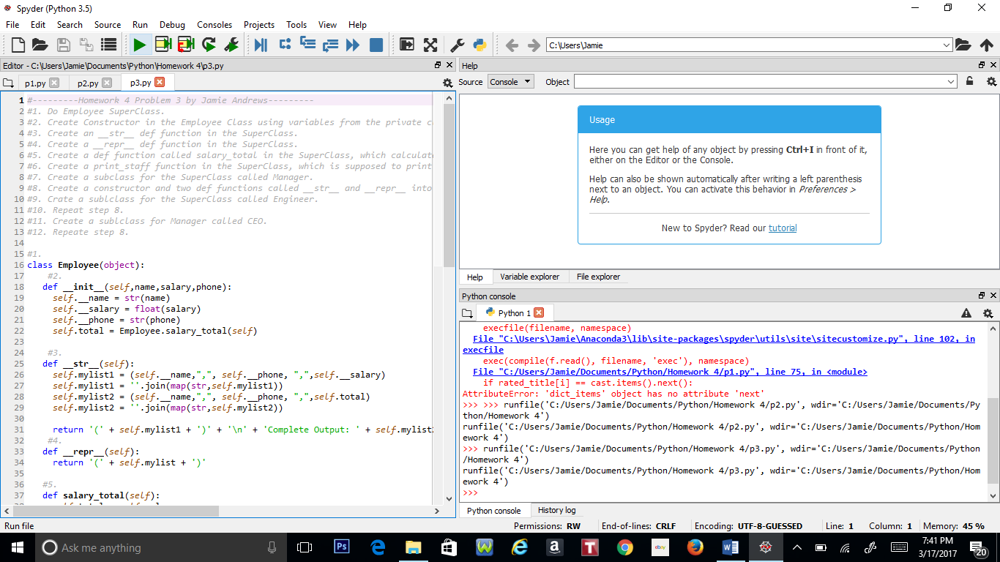 Spyder (Python 3.5)
File Edit Search Source Run Debug Consoles Projects Tools View Help
C:\Users\Jamie
Editor - C:\Users\Jamie\Documents\Python\Homework 4\p3.py
p1.py p2.py p3.py
1 #---------Homework 4 Problem 3 by Jamie Andrews---------
2 #1. Do Employee SuperClass.
3 #2. Create Constructor in the Employee Class using variables from the private c
4 #3. Create an __str__ def function in the SuperClass.
5 #4. Create a __repr__ def function in the SuperClass.
6 #5. Create a def function called salary_total in the SuperClass, which calculat
7 #6. Create a print_staff function in the SuperClass, which is supposed to print
8 #7. Create a subclass for the SuperClass called Manager.
9 #8. Create a constructor and two def functions called __str__ and __repr__ into
10 #9. Crate a sublclass for the SuperClass called Engineer.
11 #10. Repeat step 8.
12 #11. Create a sublclass for Manager called CEO.
13 #12. Repeate step 8.
14
15 #1.
16 class Employee(object):
17 #2.
18 def __init__(self,name,salary,phone):
19 self.__name = str(name)
20 self.__salary = float(salary)
21 self.__phone = str(phone)
22 self.total = Employee.salary_total(self)
23
24 #3.
25 def __str__(self):
26 self.mylist1 = (self.__name,",", self.__phone, ",",self.__salary)
27 self.mylist1 = ''.join(map(str,self.mylist1))
28 self.mylist2 = (self.__name,",", self.__phone, ",",self.total)
29 self.mylist2 = ''.join(map(str,self.mylist2))
30
31 return '(' + self.mylist1 + ')' + '\n' + 'Complete Output: ' + self.mylist
32 #4.
33 def __repr__(self):
34 return '(' + self.mylist + ')'
35
36 #5.
37 def salary_total(self):
Help
Source Console Object
Usage
Here you can get help of any object by pressing Ctrl+I in front of it,
either on the Editor or the Console.
Help can also be shown automatically after writing a left parenthesis
next to an object. You can activate this behavior in Preferences >
Help.
New to Spyder? Read our tutorial
Help Variable explorer File explorer
Python console
Python 1
execfile(filename, namespace)
File "C:\Users\Jamie\Anaconda3\lib\site-packages\spyder\utils\site\sitecustomize.py", line 102, in
execfile
exec(compile(f.read(), filename, 'exec'), namespace)
File "C:/Users/Jamie/Documents/Python/Homework 4/p1.py", line 75, in <module>
if rated_title[i] == cast.items().next():
AttributeError: 'dict_items' object has no attribute 'next'
>>> >>> runfile('C:/Users/Jamie/Documents/Python/Homework 4/p2.py', wdir='C:/Users/Jamie/Documents/Py
thon/Homework 4')
runfile('C:/Users/Jamie/Documents/Python/Homework 4/p2.py', wdir='C:/Users/Jamie/Documents/Python/Hom
ework 4')
>>> runfile('C:/Users/Jamie/Documents/Python/Homework 4/p3.py', wdir='C:/Users/Jamie/Documents/Python
/Homework 4')
runfile('C:/Users/Jamie/Documents/Python/Homework 4/p3.py', wdir='C:/Users/Jamie/Documents/Python/Hom
ework 4')
>>>
Python console History log
Run file Permissions: RW End-of-lines: CRLF Encoding: UTF-8-GUESSED Line: 1 Column: 1 Memory: 45 %
Ask me anything
7:41 PM
3/17/2017
20